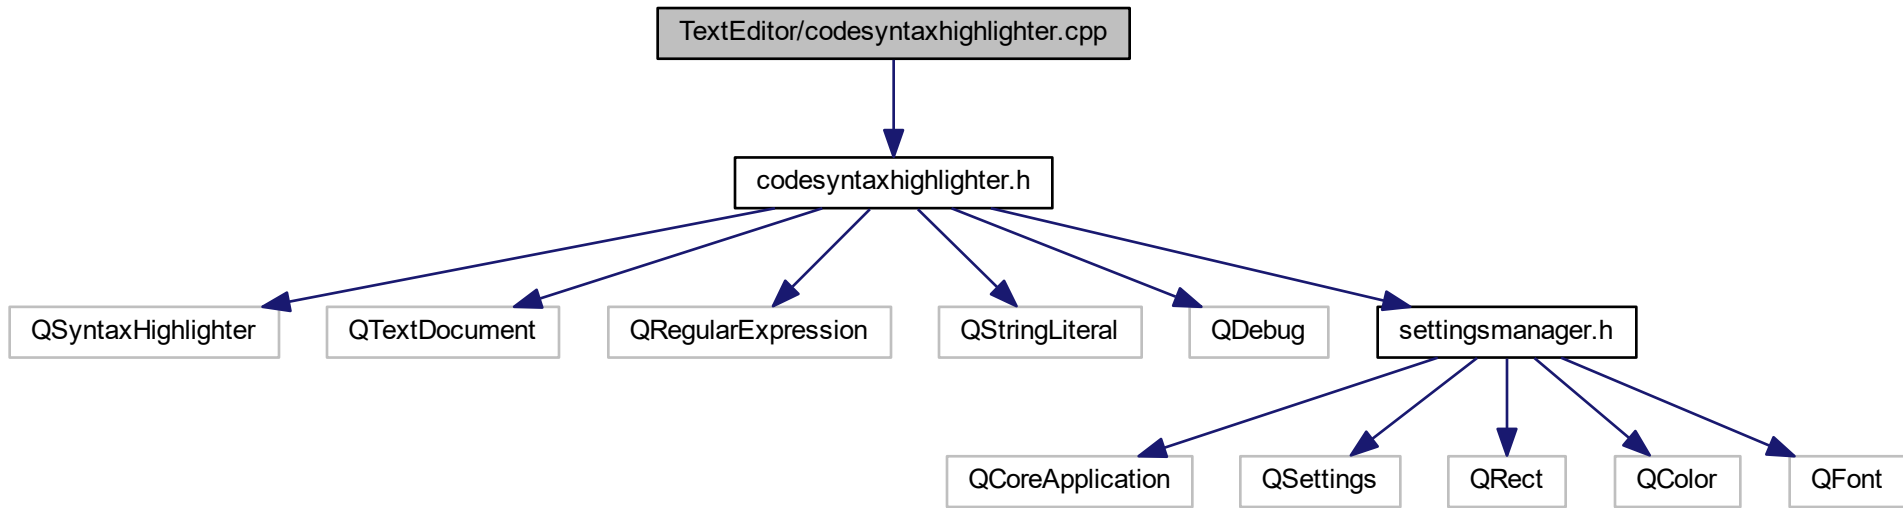 TextEditor/codesyntaxhighlighter.cpp
codesyntaxhighlighter.h
QSyntaxHighlighter
QTextDocument
QRegularExpression
QStringLiteral
QDebug
settingsmanager.h
QCoreApplication
QSettings
QRect
QColor
QFont